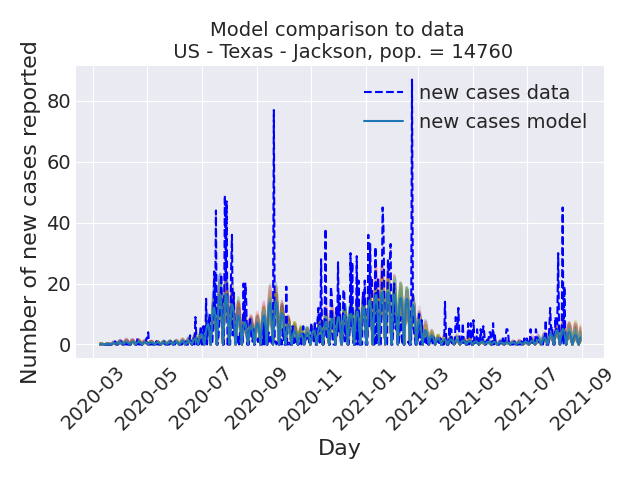 Model comparison to data
US - Texas - Jackson, pop. = 14760
Number of new cases reported
80
60
40
20
0
new cases data
new cases model
2020-03
2020-05
2020-07
2020-09
2020-11
2021-01
2021-03
2021-05
2021-07
2021-09
Day